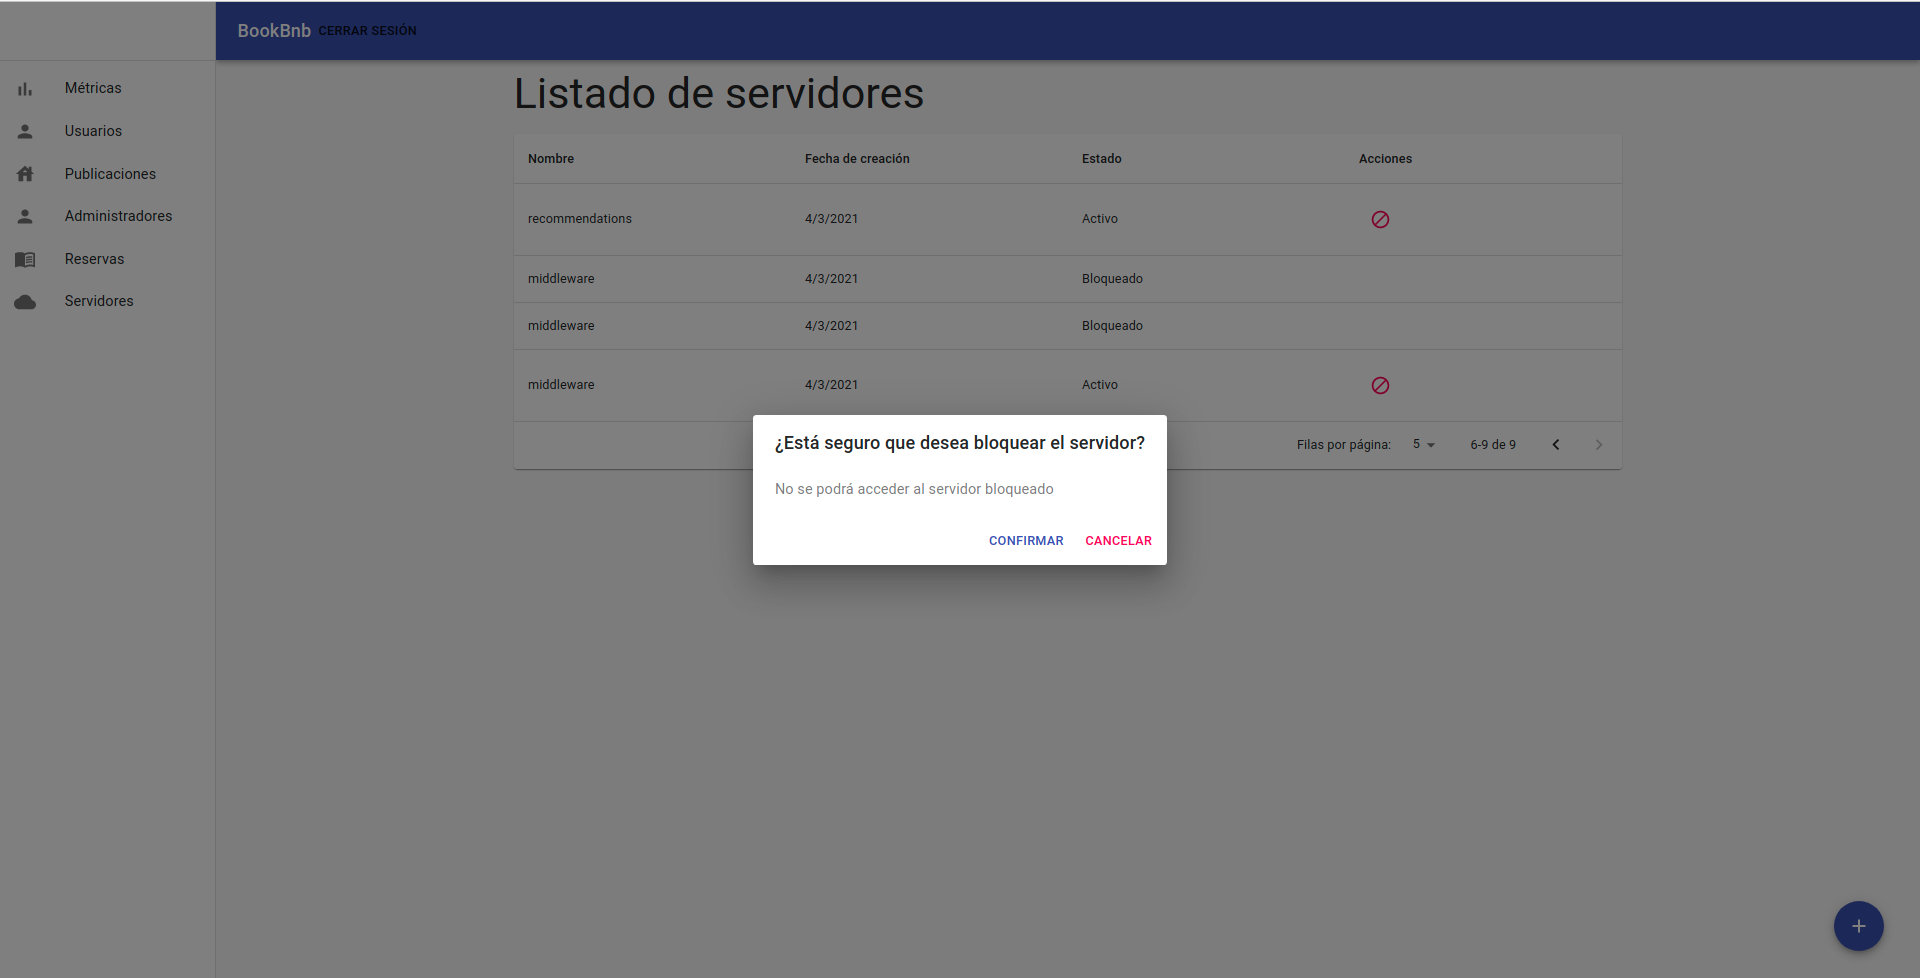 BookBnb CERRAR SESIÓN
Métricas
Usuarios
Publicaciones
Administradores
Reservas
Servidores
Listado de servidores
Nombre Fecha de creación Estado Acciones
recommendations 4/3/2021 Activo
middleware 4/3/2021 Bloqueado
middleware 4/3/2021 Bloqueado
middleware 4/3/2021 Activo
Filas por página: 5 6-9 de 9
¿Está seguro que desea bloquear el servidor?
No se podrá acceder al servidor bloqueado
CONFIRMAR CANCELAR